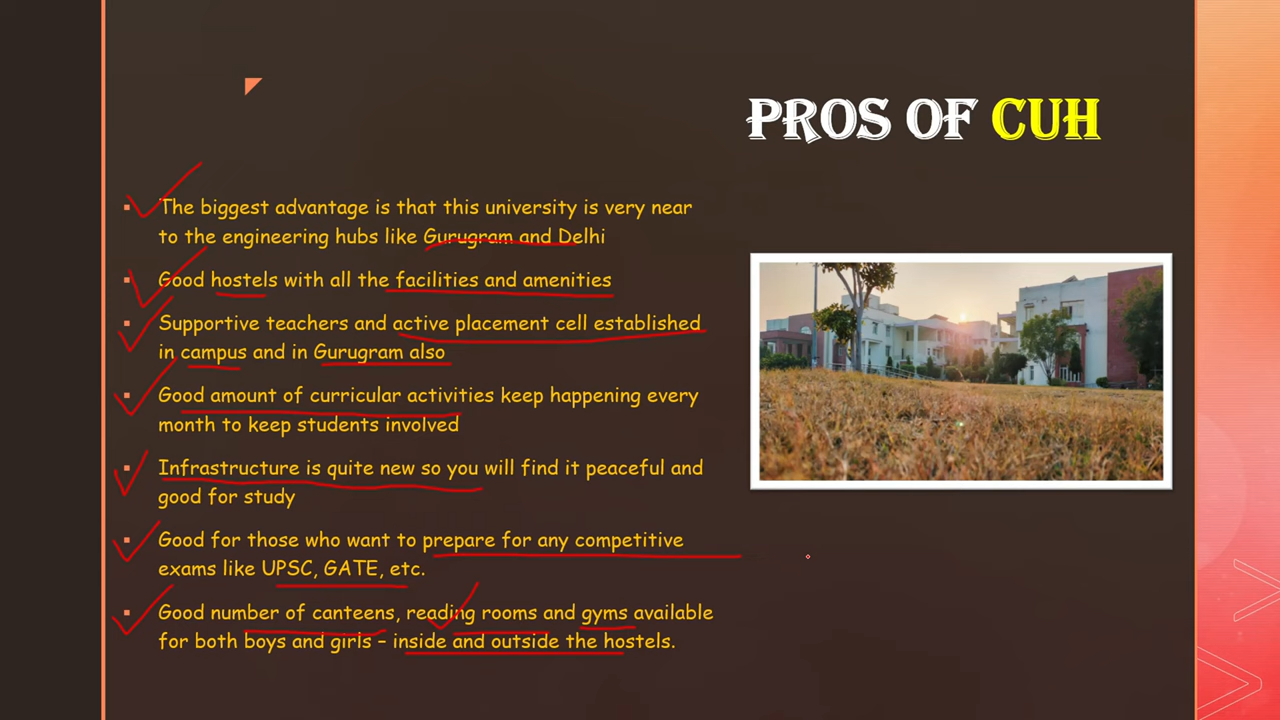 PROS OF CUH
The biggest advantage is that this university is very near
to the engineering hubs like Gurugram and Delhi
Good hostels with all the facilities and amenities
Supportive teachers and active placement cell established
in campus and in Gurugram also
Good amount of curricular activities keep happening every
month to keep students involved
Infrastructure is quite new so you will find it peaceful and
good for study
Good for those who want to prepare for any competitive
exams like UPSC, GATE, etc.
Good number of canteens, reading rooms and gyms available
for both boys and girls – inside and outside the hostels.